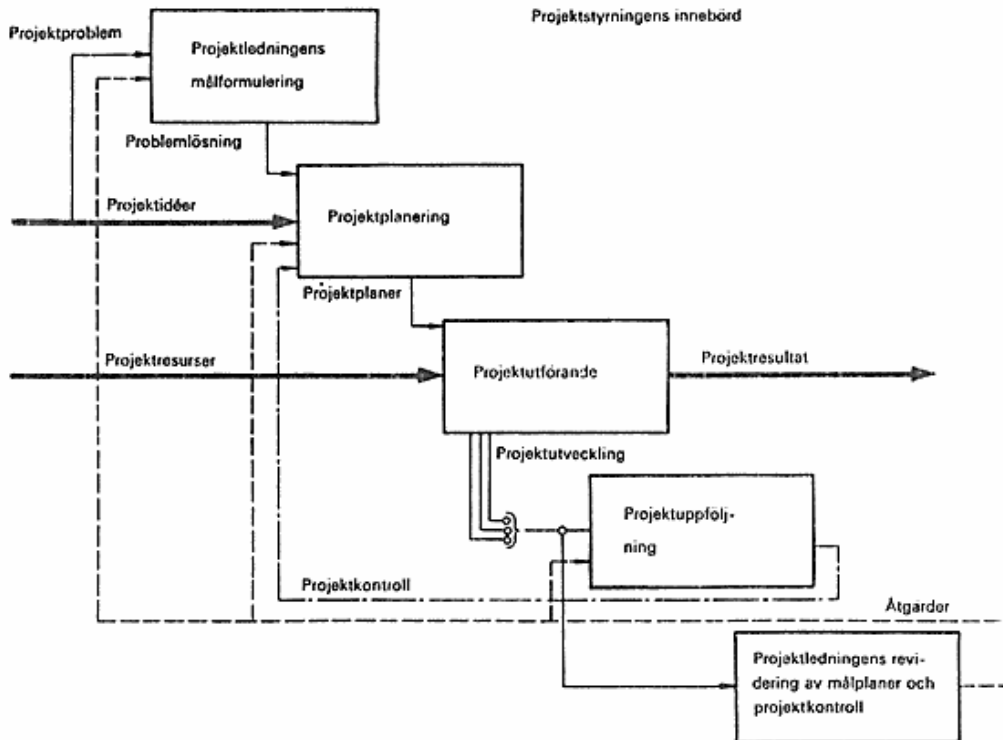 Projektstyrningens innebörd
Projektproblem
Projektledningens
målformulering
Problemlösning
Projektidéer
Projektplanering
Projektplaner
Projektresurser
Projektutförande
Projektresultat
Projektutveckling
Projektuppfölj-
ning
Projektkontroll
Åtgärder
Projektledningens revi-
dering av målplaner och
projektkontroll